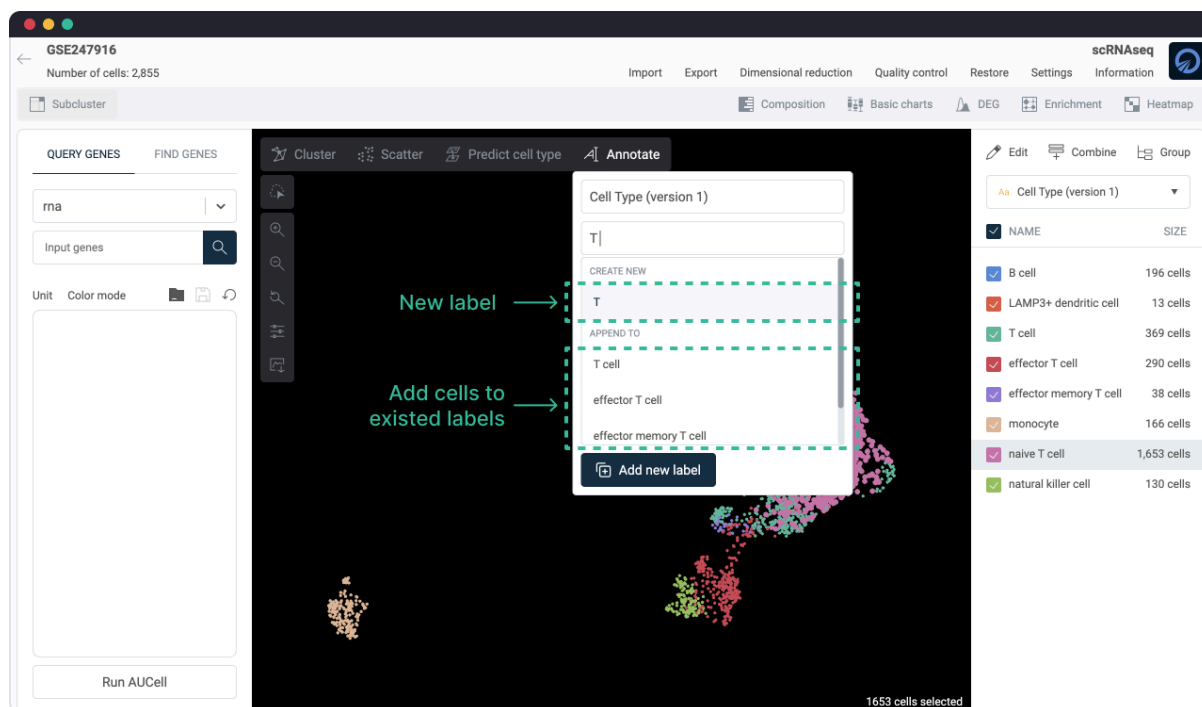 GSE247916
Number of cells: 2,855
scRNAseq
Import Export Dimensional reduction Quality control Restore Settings Information
Subcluster
Composition Basic charts DEG Enrichment Heatmap
QUERY GENES FIND GENES
rna
Input genes
Unit Color mode
Run AUCell
Cluster Scatter Predict cell type Annotate
Cell Type (version 1)
T
CREATE NEW
New label
T
APPEND TO
Add cells to
existed labels
T cell
effector T cell
effector memory T cell
Add new label
1653 cells selected
Edit Combine Group
Aa Cell Type (version 1)
NAME SIZE
B cell 196 cells
LAMP3+ dendritic cell 13 cells
T cell 369 cells
effector T cell 290 cells
effector memory T cell 38 cells
monocyte 166 cells
naive T cell 1,653 cells
natural killer cell 130 cells